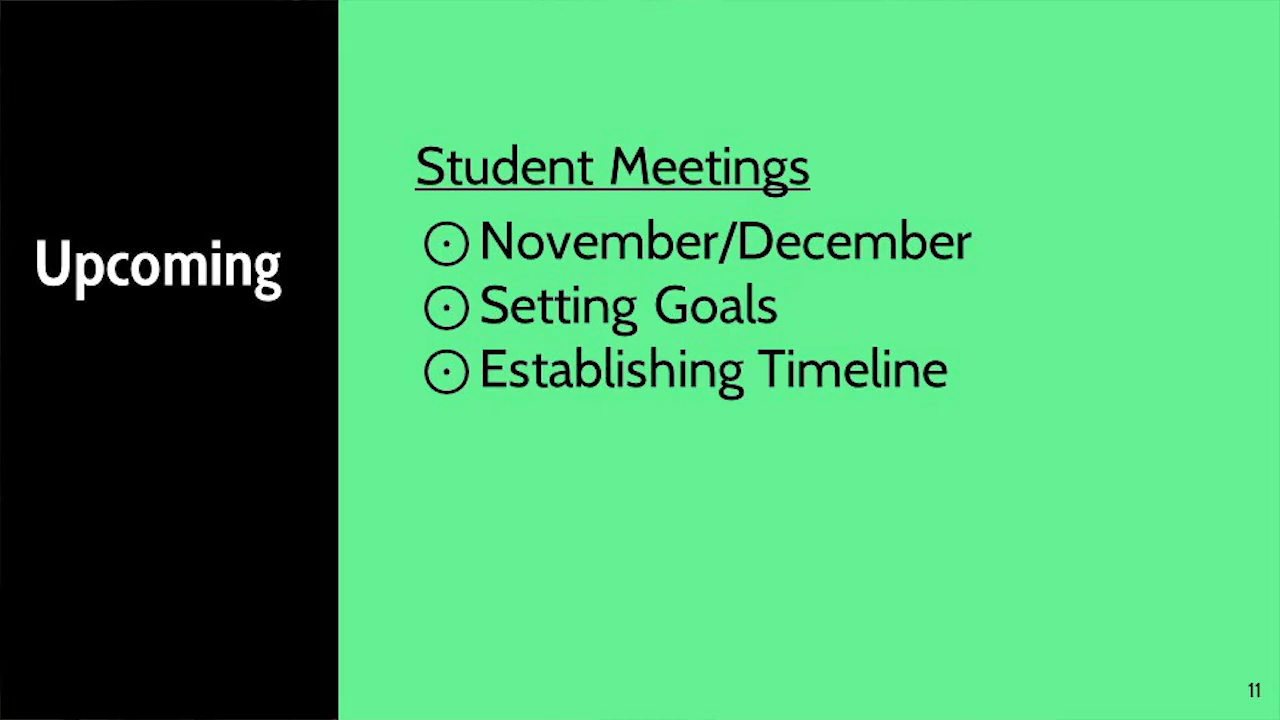 Upcoming
Student Meetings
⊙ November/December
⊙ Setting Goals
⊙ Establishing Timeline
11